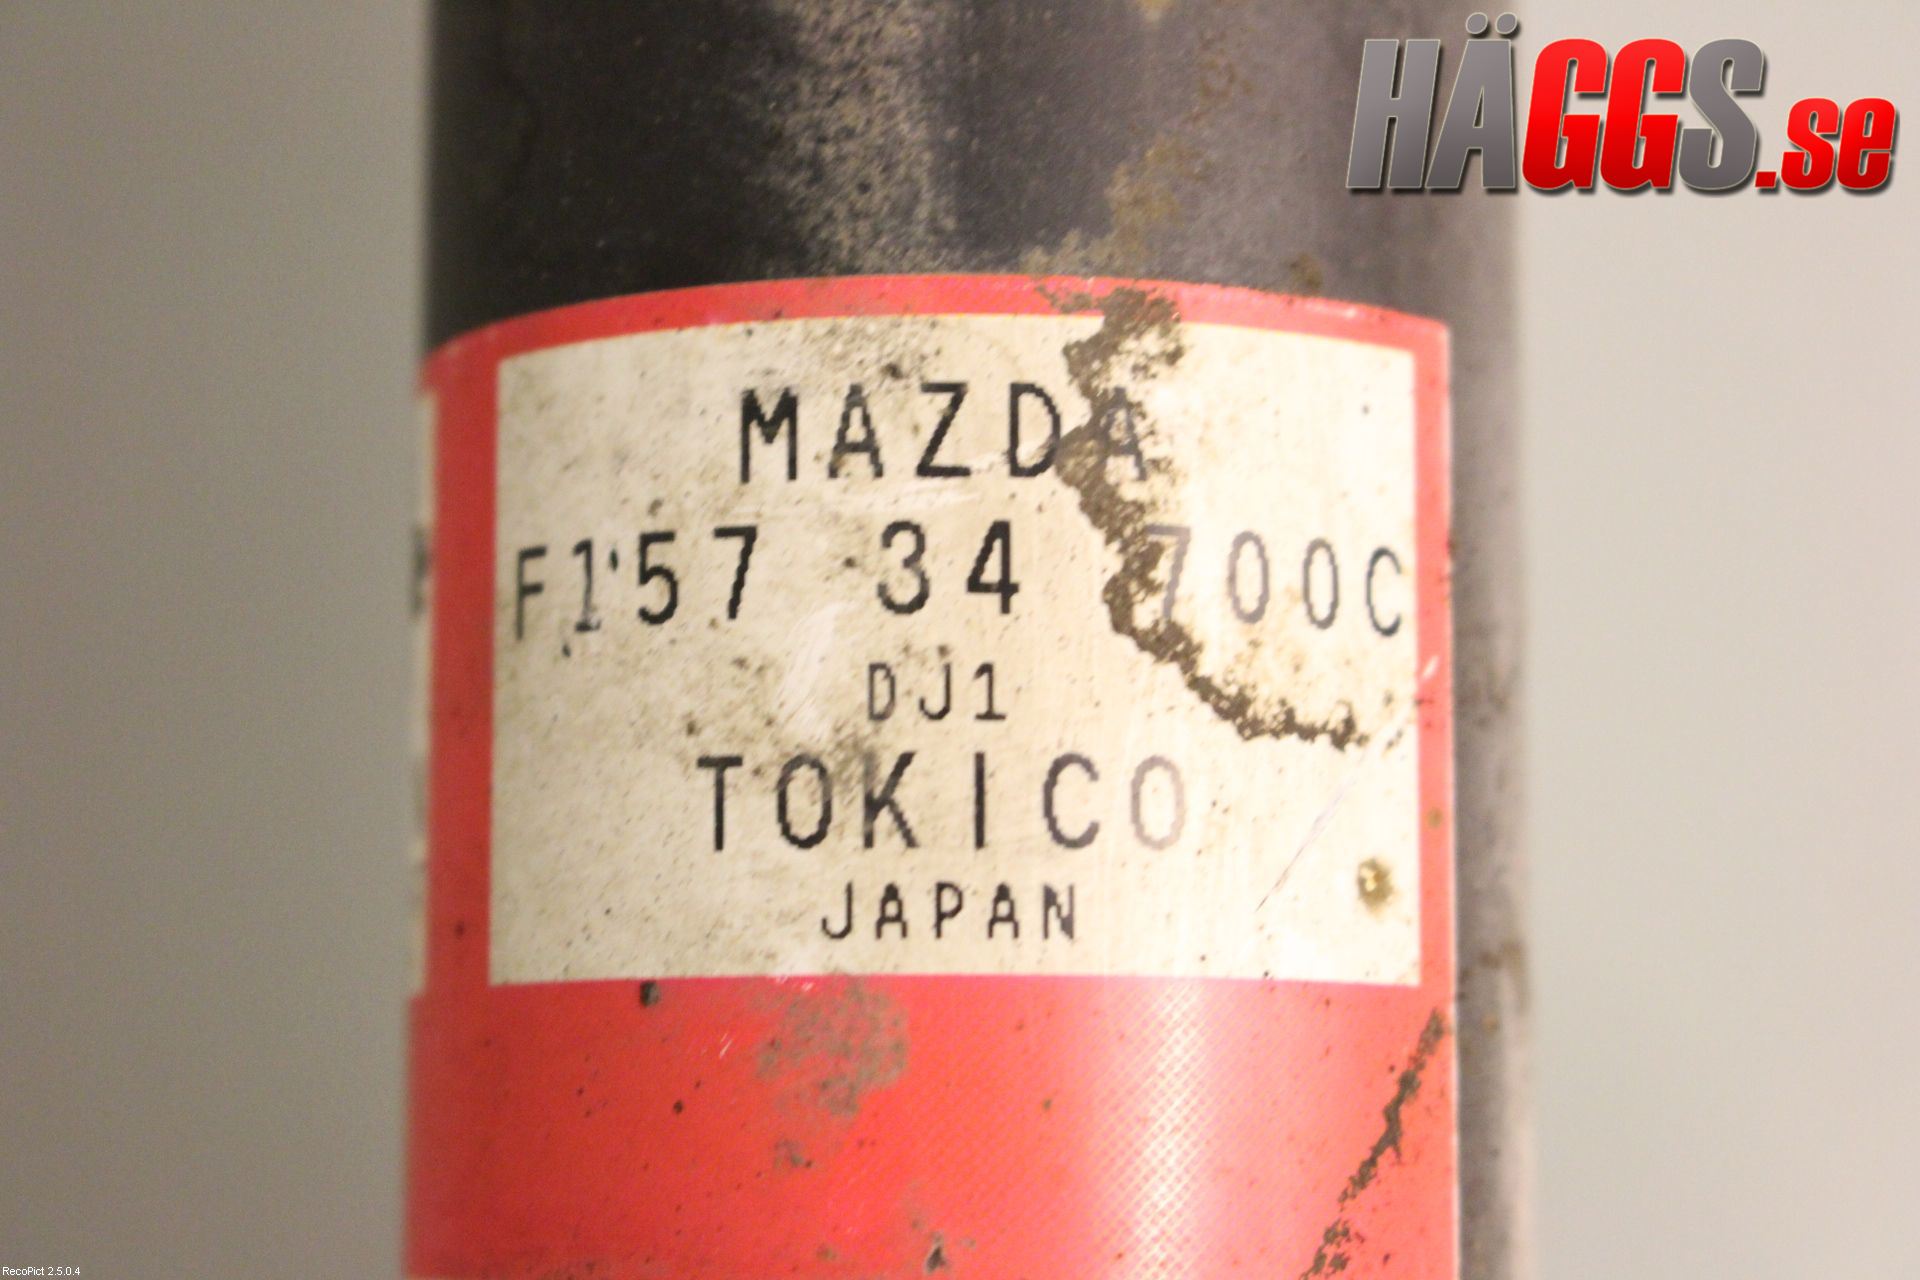 HÄGGS.se
MAZDA
F157 34 700C
DJ1
TOKICO
JAPAN
RecoPict 2.5.0.4